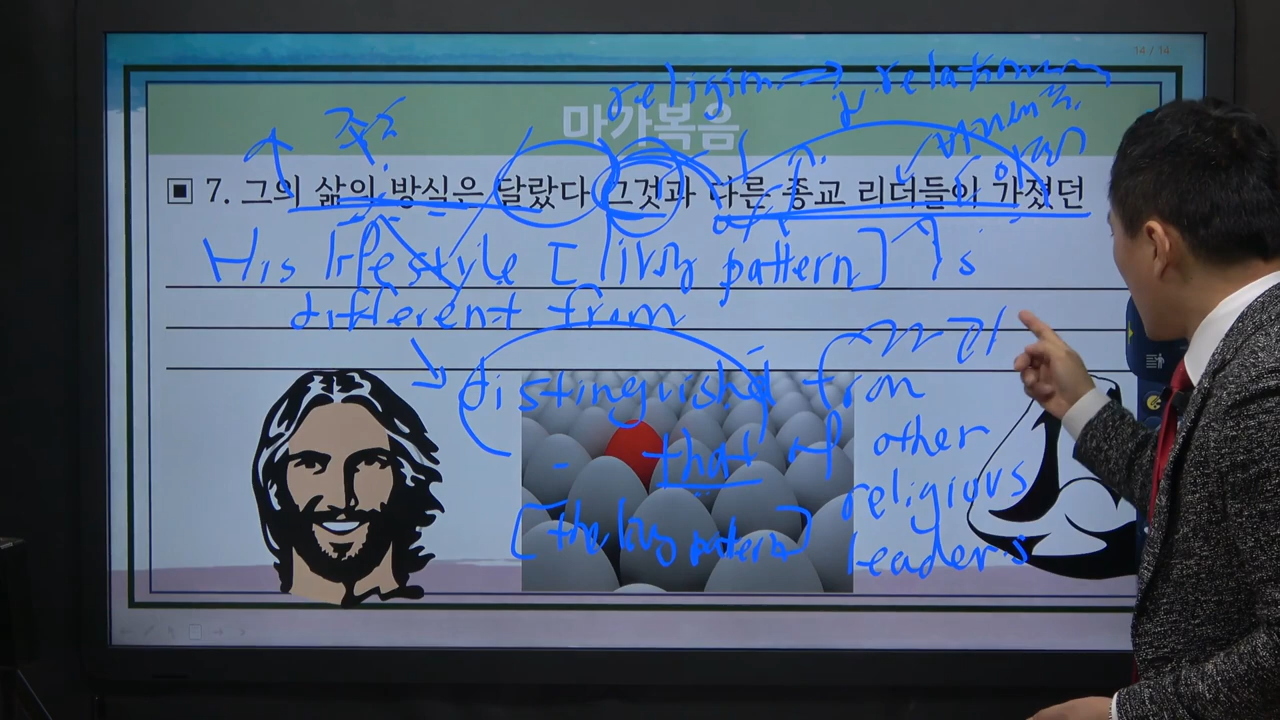 14 / 14
religion → relation
마가복음
주
▣ 7. 그의 삶의 방식은 달랐다 그것과 다른 종교 리더들이 가졌던
His lifestyle [living pattern] is
different from
distinguished from
that of other
religious
[the living pattern]
leaders